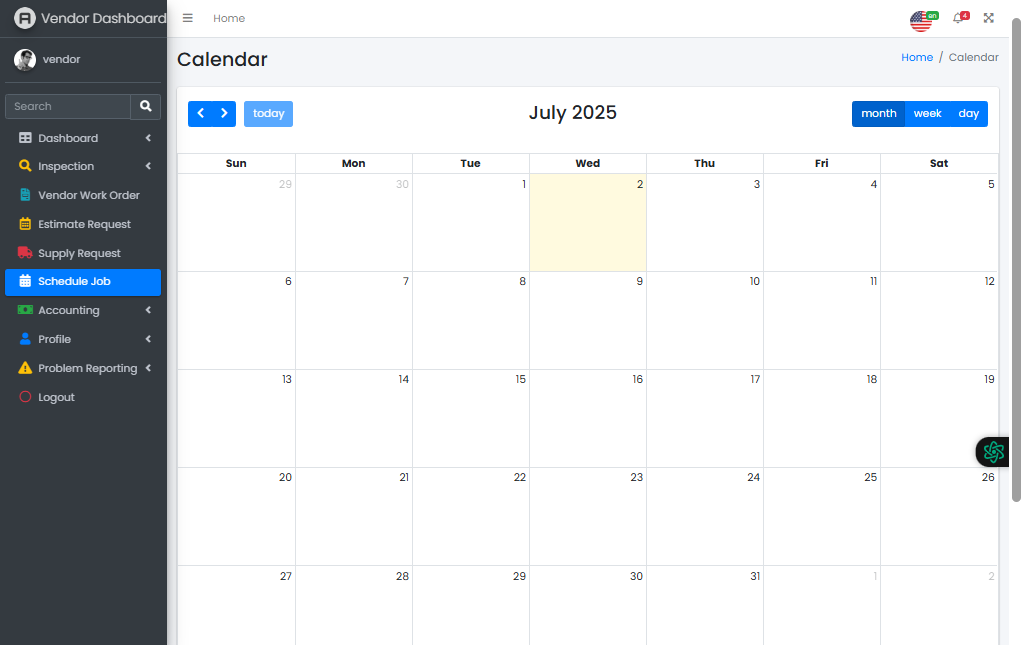 Vendor Dashboard
Home
en
4
vendor
Calendar
Home / Calendar
Search
today
July 2025
month week day
Dashboard
Inspection
Vendor Work Order
Estimate Request
Supply Request
Schedule Job
Accounting
Profile
Problem Reporting
Logout
Sun Mon Tue Wed Thu Fri Sat
29 30 1 2 3 4 5
6 7 8 9 10 11 12
13 14 15 16 17 18 19
20 21 22 23 24 25 26
27 28 29 30 31 1 2